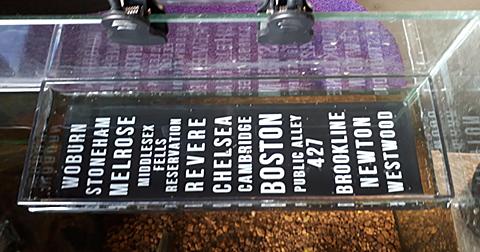 WOBURN
STONEHAM
MELROSE
MIDDLESEX
FELLS
RESERVATION
REVERE
CHELSEA
CAMBRIDGE
BOSTON
PUBLIC ALLEY
427
BROOKLINE
NEWTON
WESTWOOD